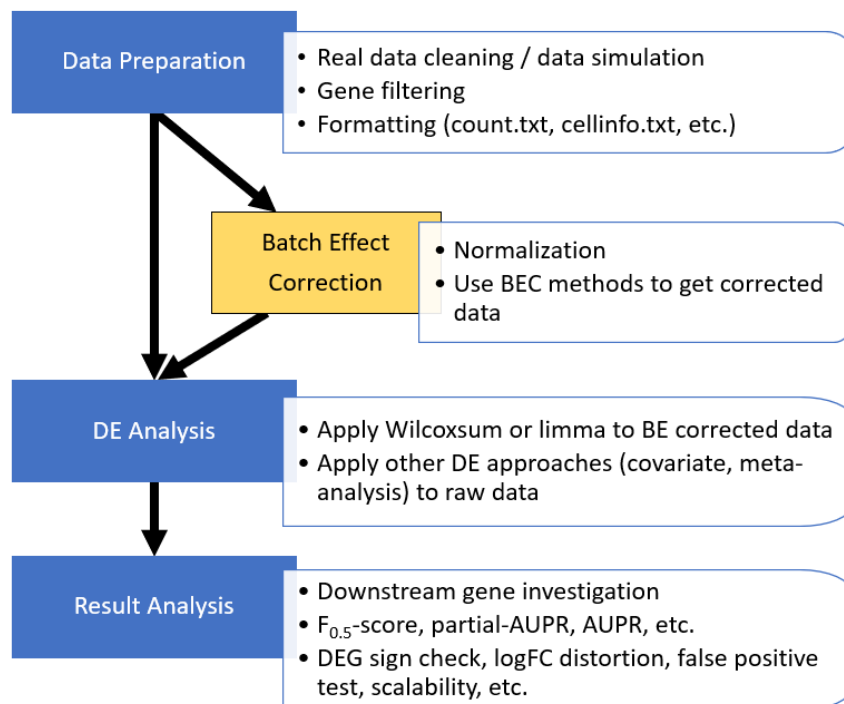 Data Preparation
• Real data cleaning / data simulation
• Gene filtering
• Formatting (count.txt, cellinfo.txt, etc.)
Batch Effect
Correction
• Normalization
• Use BEC methods to get corrected
data
DE Analysis
• Apply Wilcoxsum or limma to BE corrected data
• Apply other DE approaches (covariate, meta-
analysis) to raw data
Result Analysis
• Downstream gene investigation
• F0.5-score, partial-AUPR, AUPR, etc.
• DEG sign check, logFC distortion, false positive
test, scalability, etc.